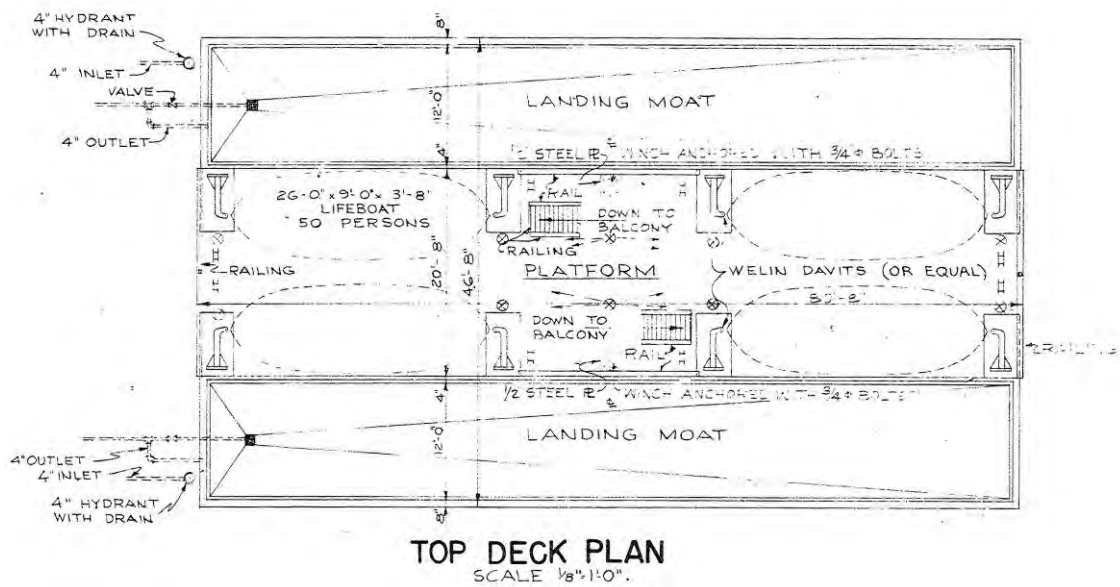 4" HYDRANT
WITH DRAIN
4" INLET
VALVE
4" OUTLET
8"
12'-0"
4"
LANDING MOAT
STEEL PL WINCH ANCHORED WITH 3/4 Φ BOLTS
26'-0" x 9'-0" x 3'-8"
LIFEBOAT
50 PERSONS
RAIL
DOWN TO
BALCONY
RAILING
RAILING
PLATFORM
WELIN DAVITS (OR EQUAL)
20'-8"
46'-8"
DOWN TO
BALCONY
RAIL
1/2 STEEL PL WINCH ANCHORED WITH 3/4 Φ BOLTS
4"
12'-0"
8"
LANDING MOAT
4" OUTLET
4" INLET
4" HYDRANT
WITH DRAIN
TOP DECK PLAN
SCALE 1/8"=1'-0".